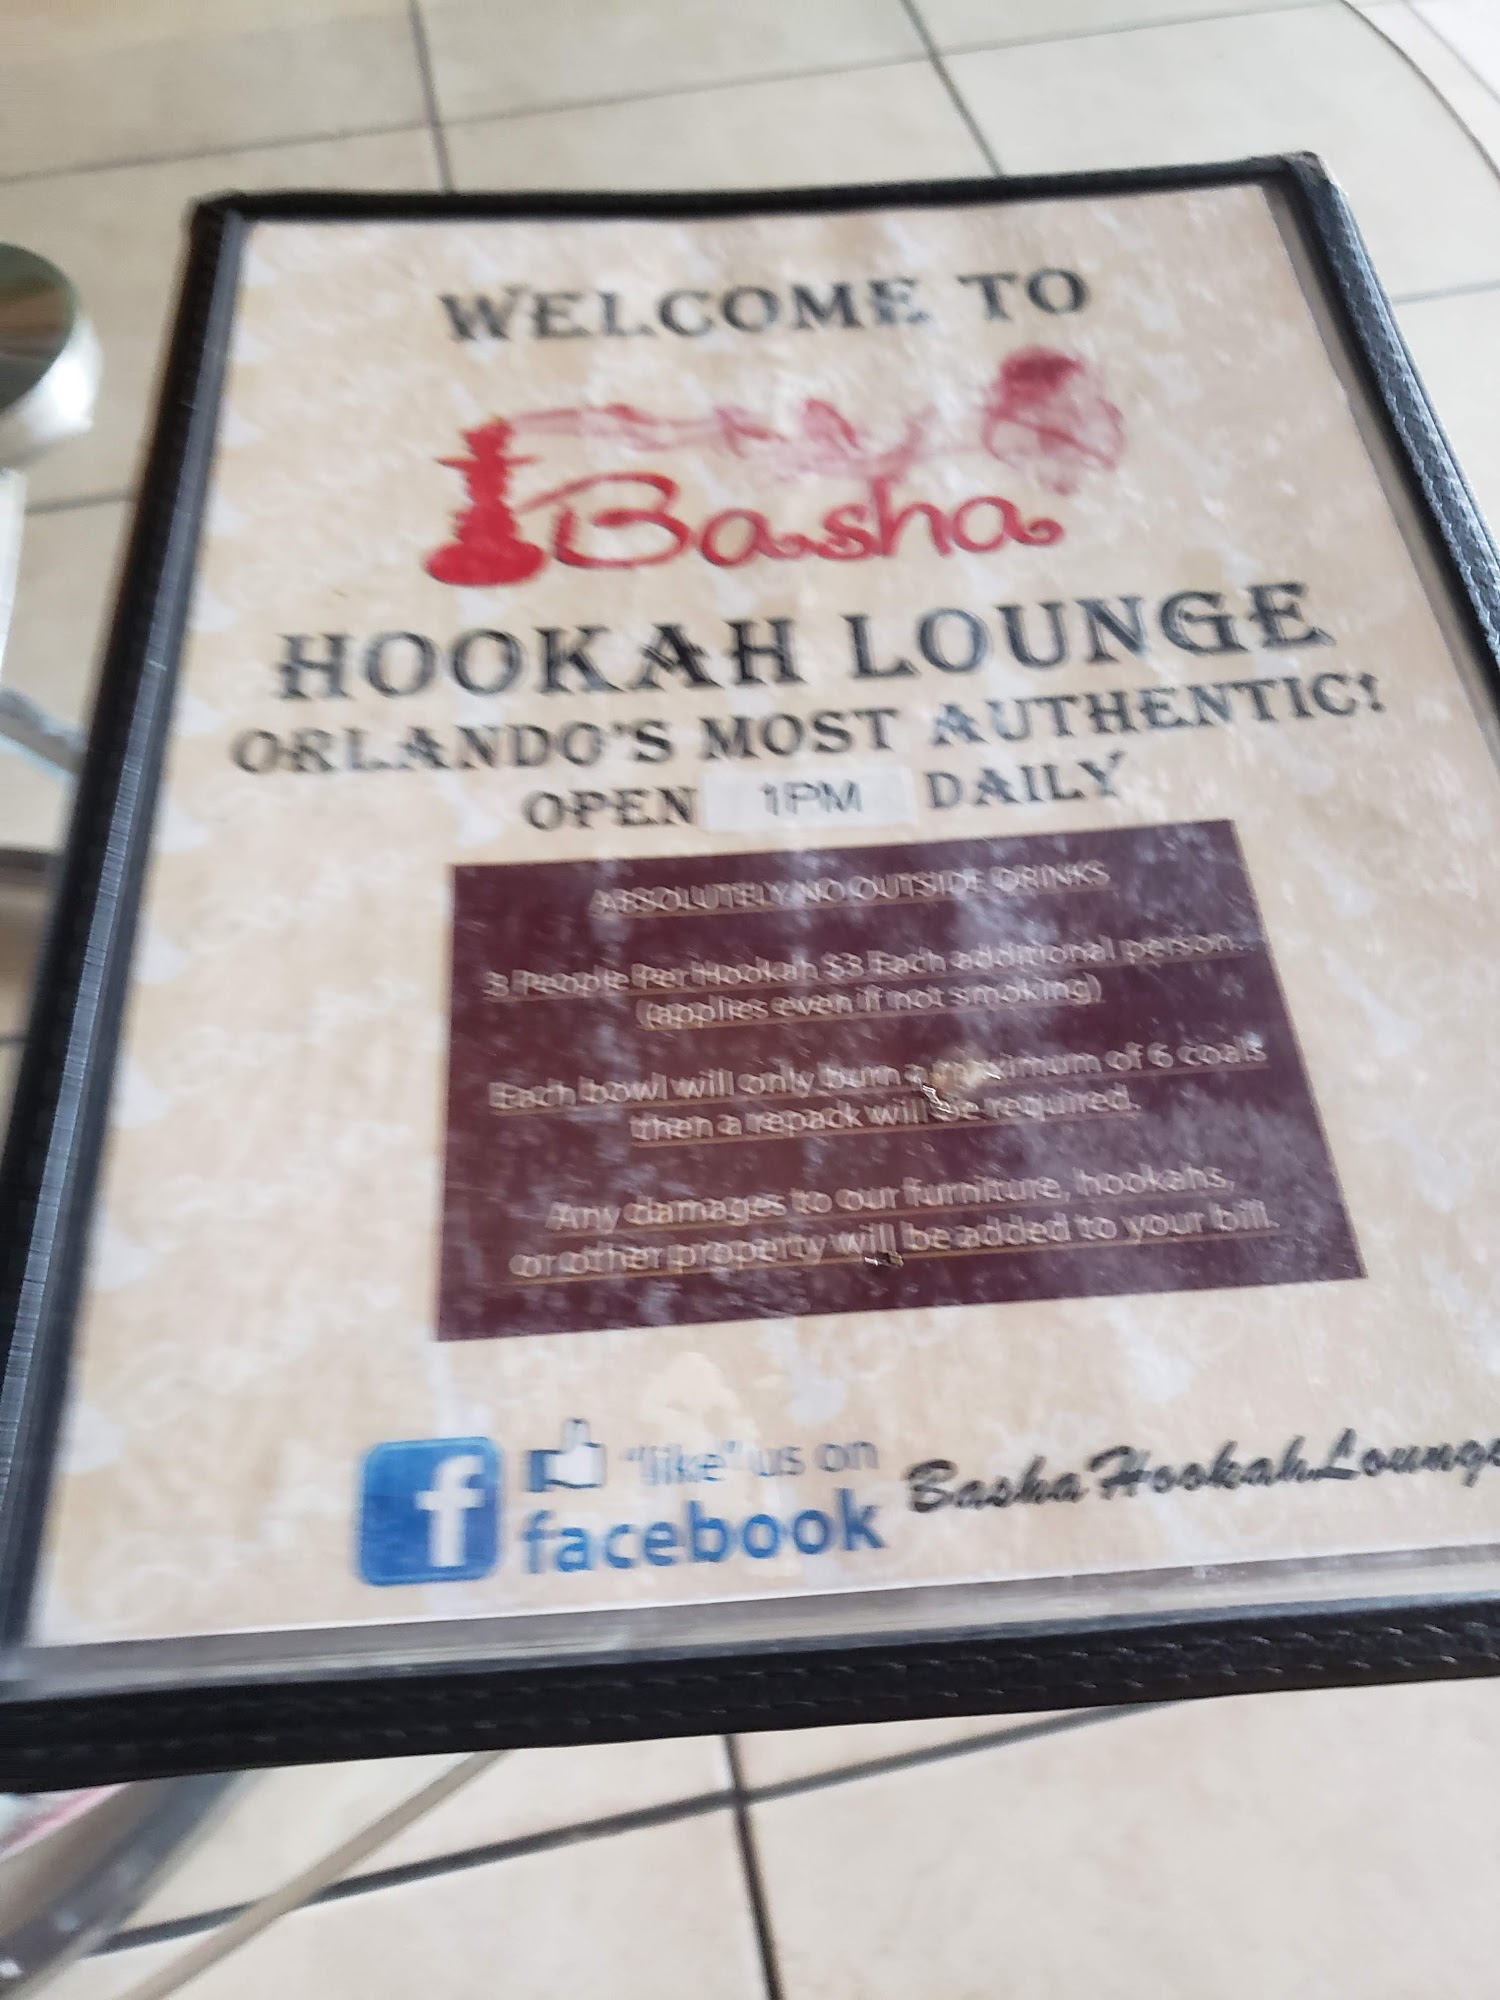 WELCOME TO
Basha
HOOKAH LOUNGE
ORLANDO'S MOST AUTHENTIC!
OPEN 1PM DAILY
ABSOLUTELY NO OUTSIDE DRINKS
3 People Per Hookah $3 Each additional person...
(applies even if not smoking)
Each bowl will only burn a maximum of 6 coals
then a repack will be required.
Any damages to our furniture, hookahs,
or other property will be added to your bill.
f "like" us on
facebook
BashaHookahLounge